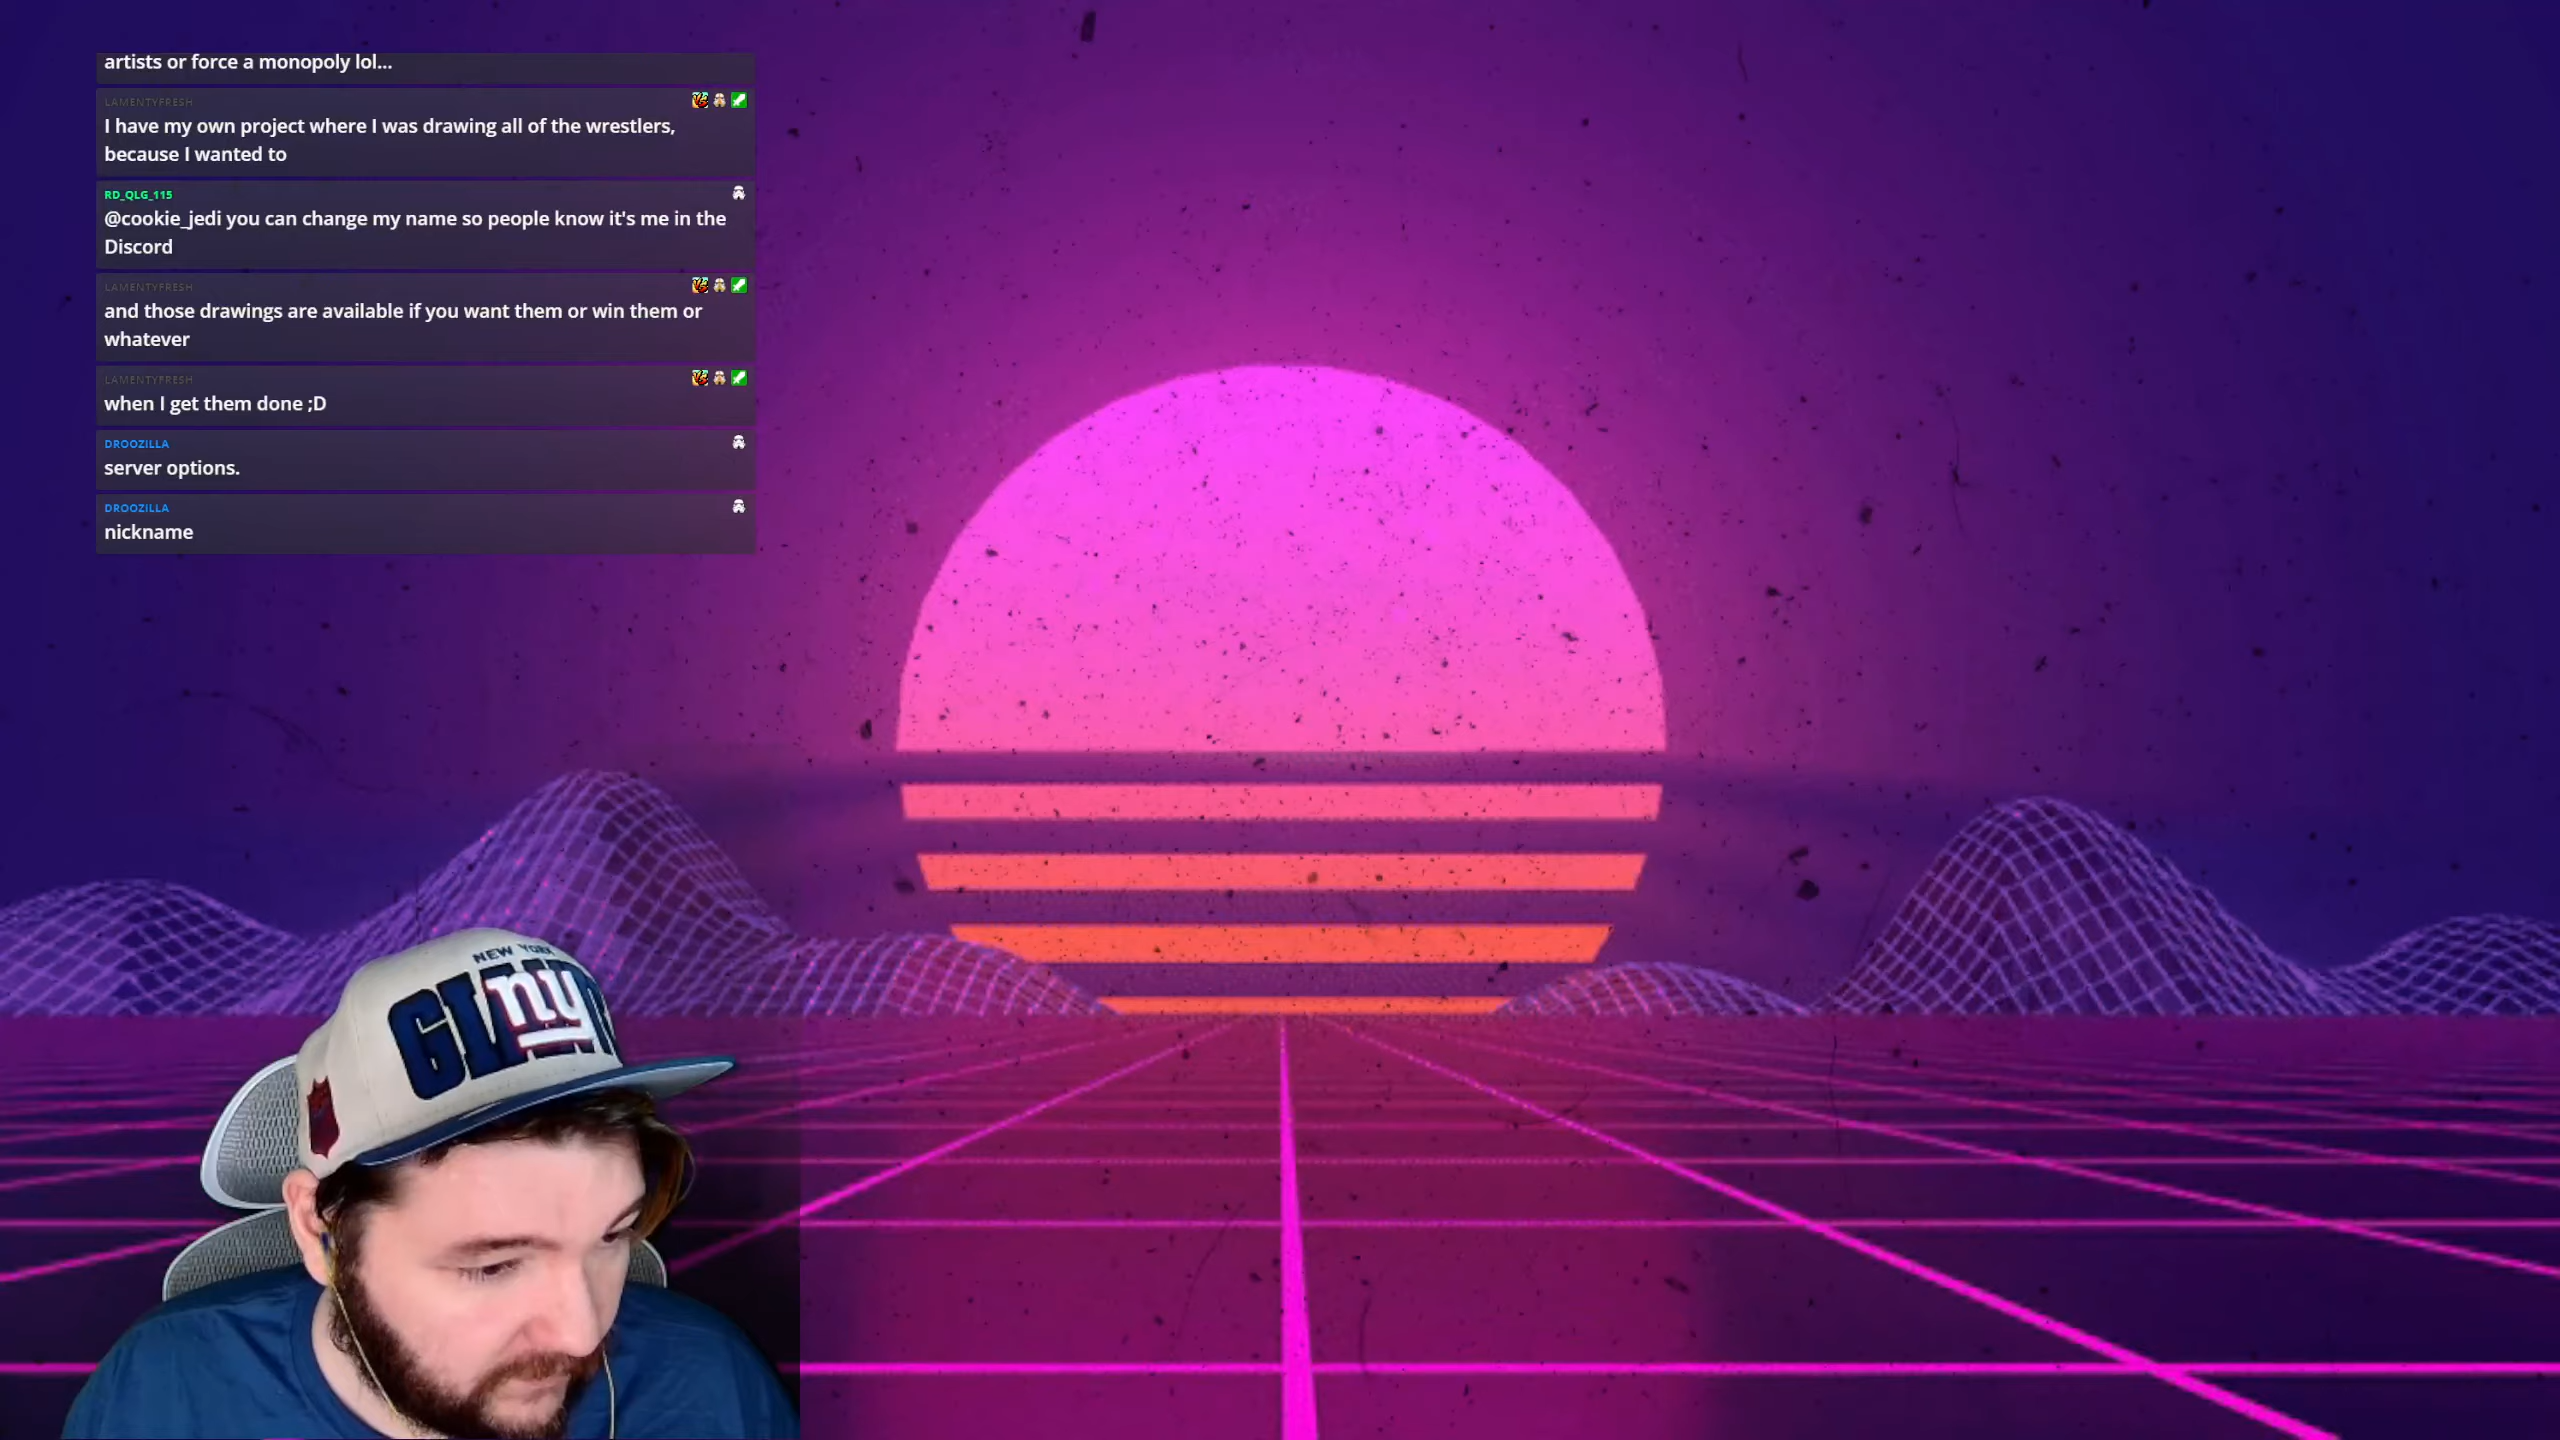 artists or force a monopoly lol...
LAMENTYFRESH
I have my own project where I was drawing all of the wrestlers,
because I wanted to
RD_QLG_115
@cookie_jedi you can change my name so people know it's me in the
Discord
LAMENTYFRESH
and those drawings are available if you want them or win them or
whatever
LAMENTYFRESH
when I get them done ;D
DROOZILLA
server options.
DROOZILLA
nickname
NEW YORK
ny